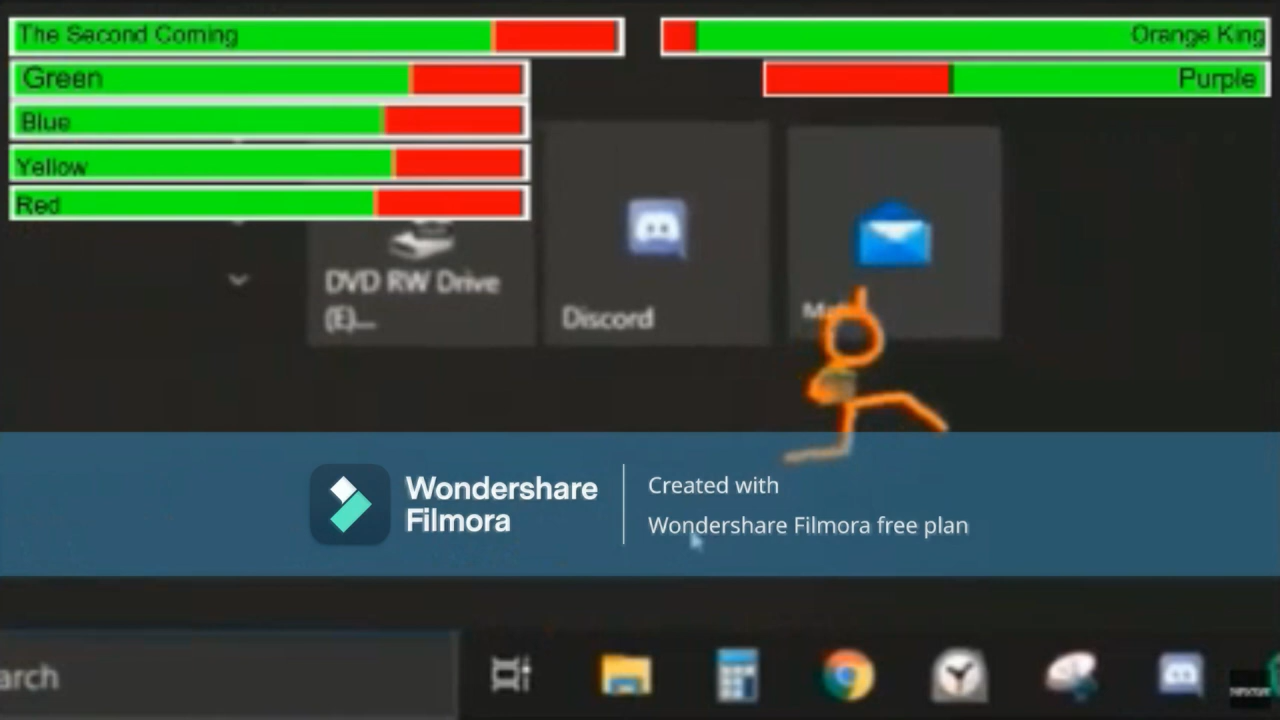 The Second Coming
Orange King
Green
Purple
Blue
Yellow
Red
DVD RW Drive
(E)...
Discord
Wondershare
Filmora
Created with
Wondershare Filmora free plan
arch